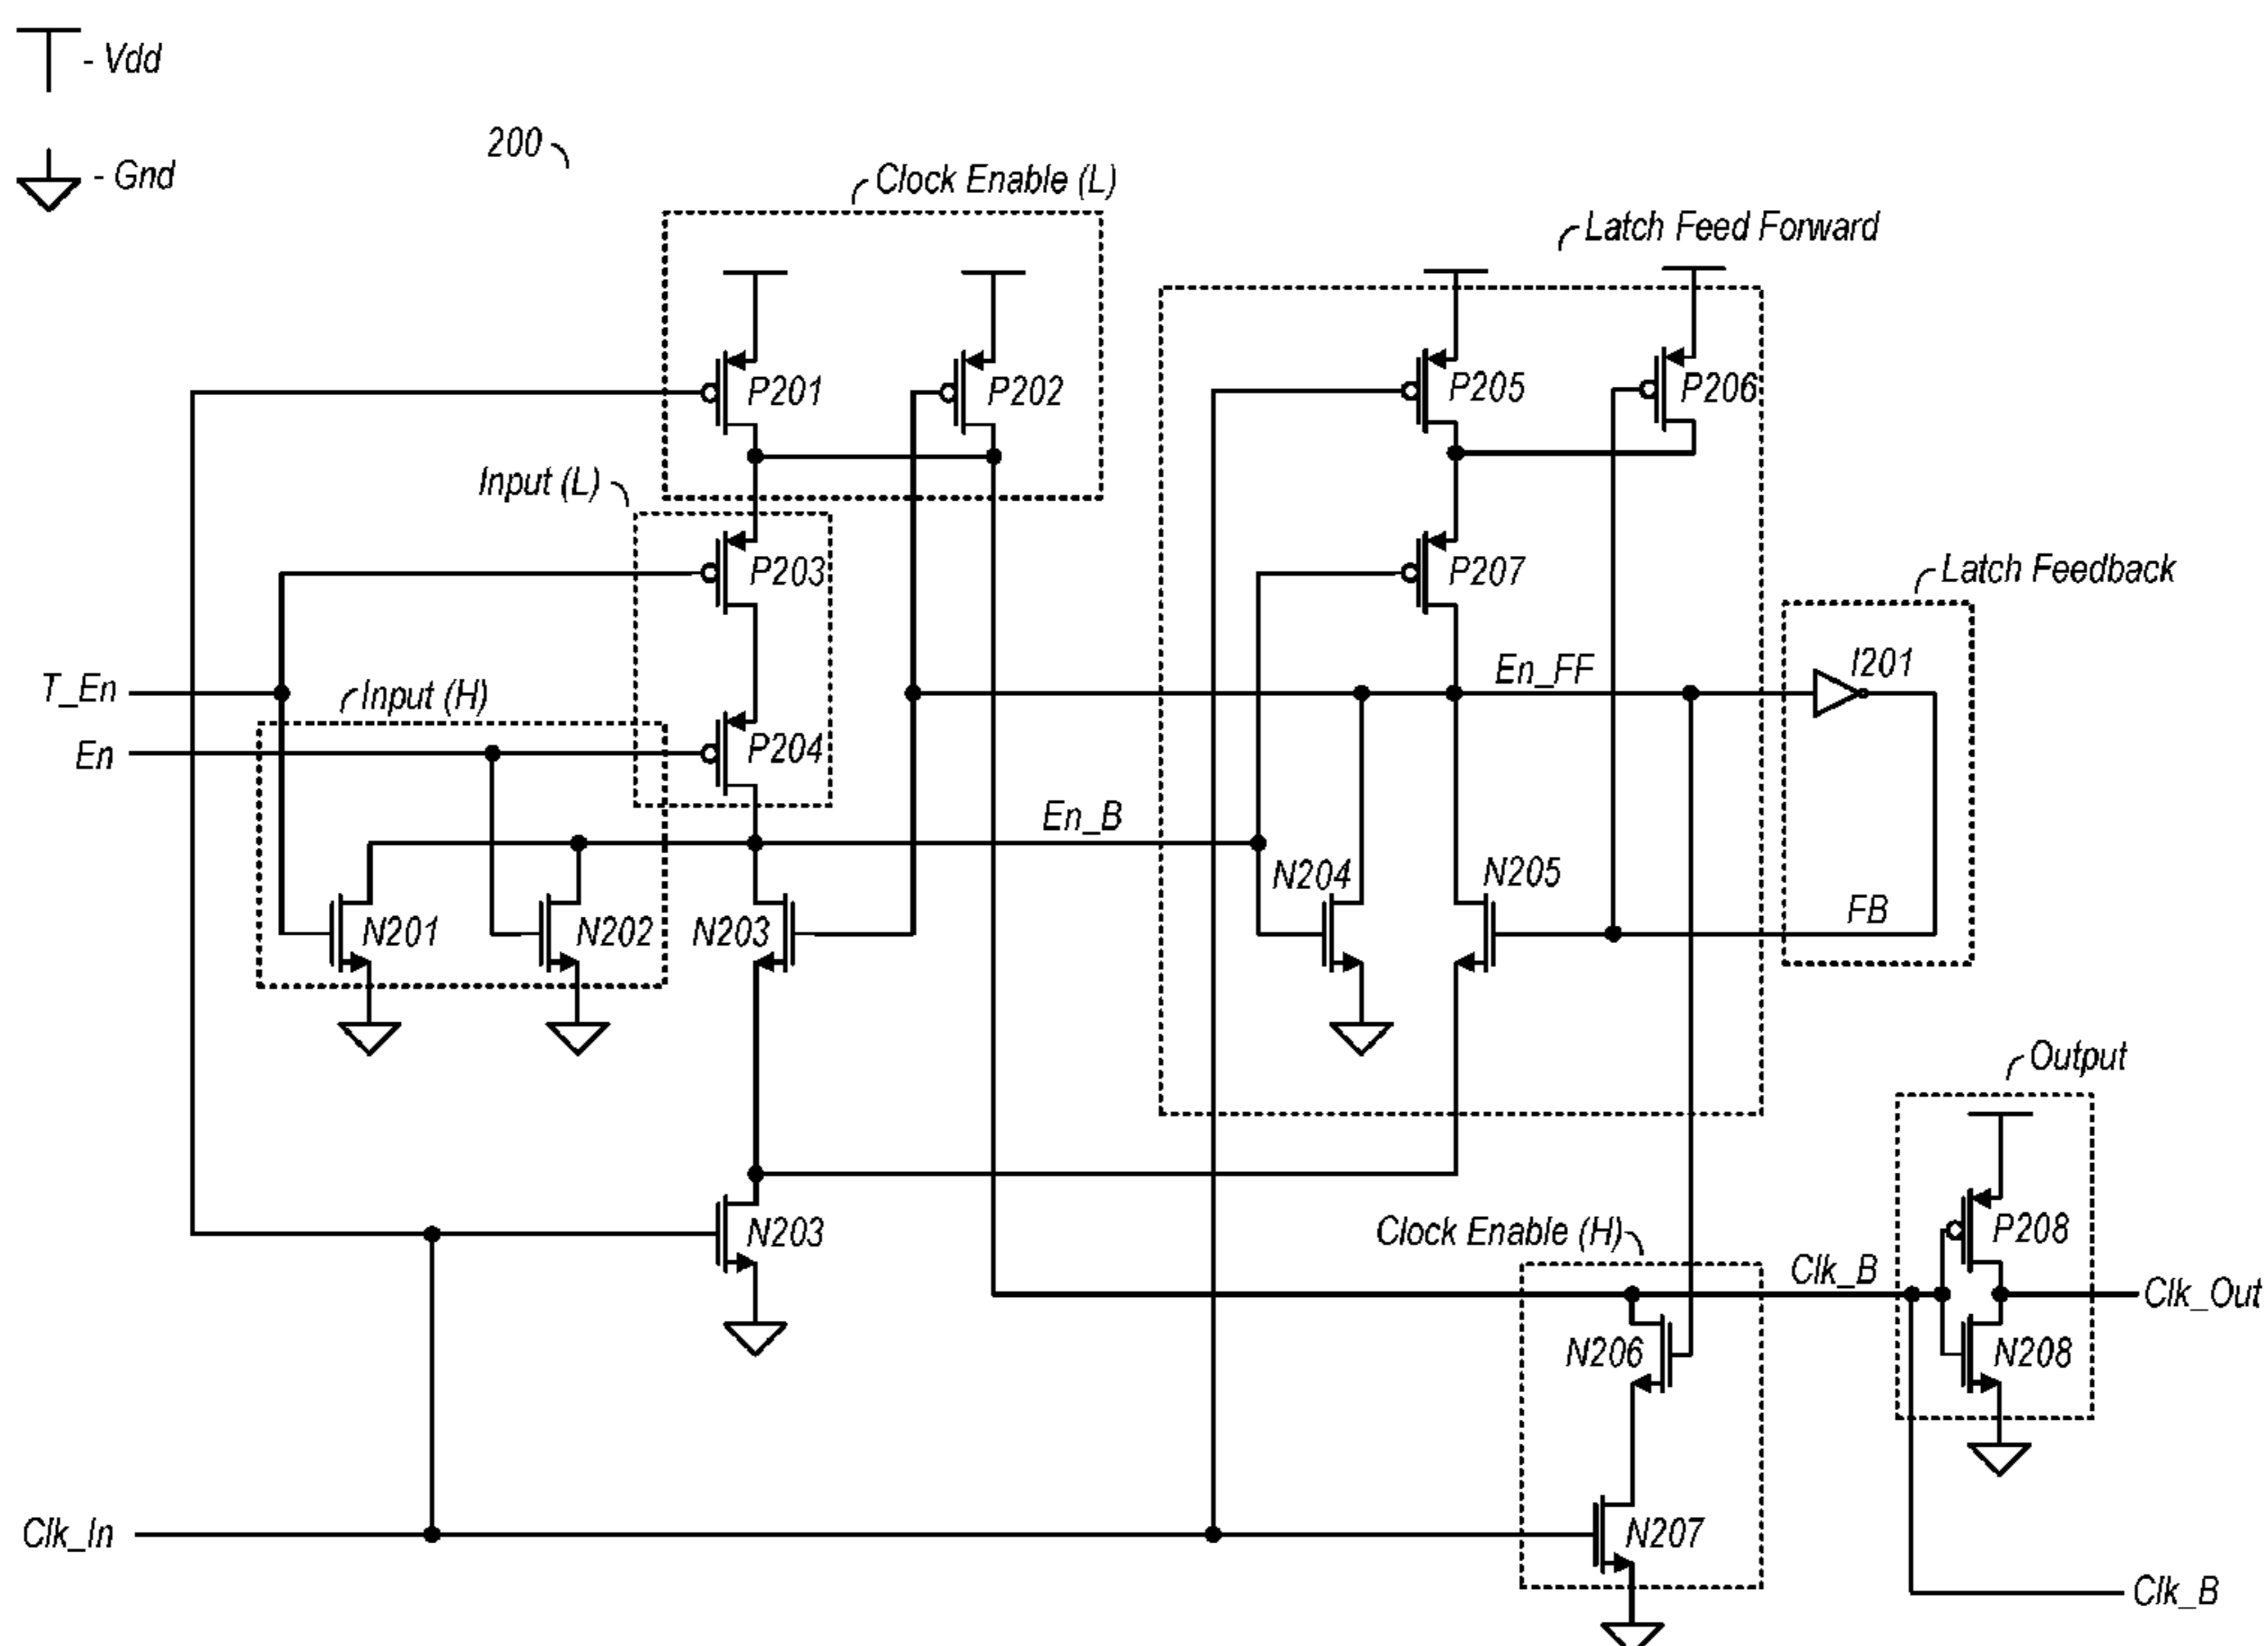 - Vdd
- Gnd
200
Clock Enable (L)
Latch Feed Forward
P201
P202
P205
P206
Input (L)
P203
P207
Latch Feedback
T_En
Input (H)
En_FF
I201
En
P204
En_B
N204
N205
N201
N202
N203
FB
Output
N203
Clock Enable (H)
Clk_B
P208
Clk_Out
N206
N208
Clk_In
N207
Clk_B